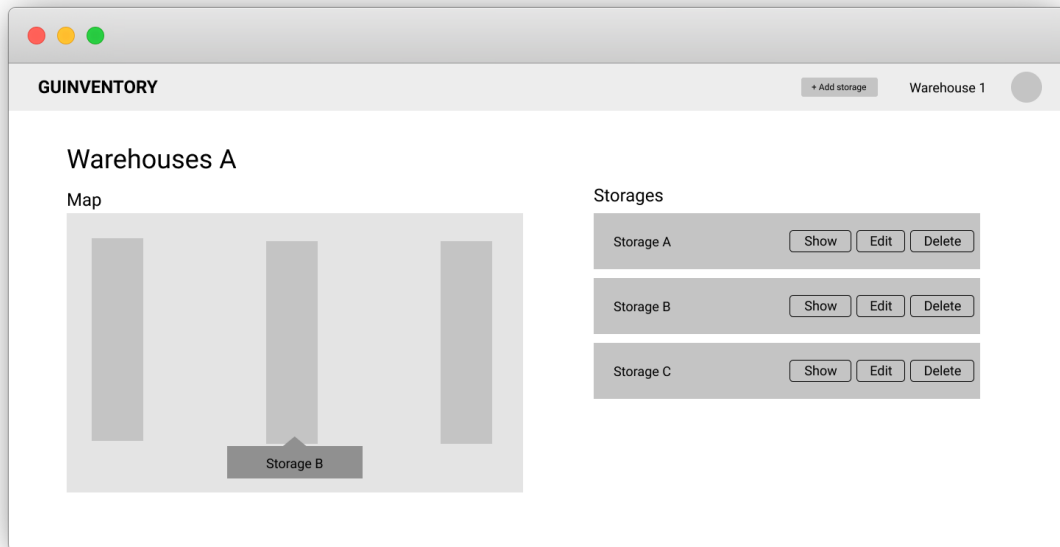 GUINVENTORY
+ Add storage
Warehouse 1
Warehouses A
Map
Storage B
Storages
Storage A
Show
Edit
Delete
Storage B
Show
Edit
Delete
Storage C
Show
Edit
Delete